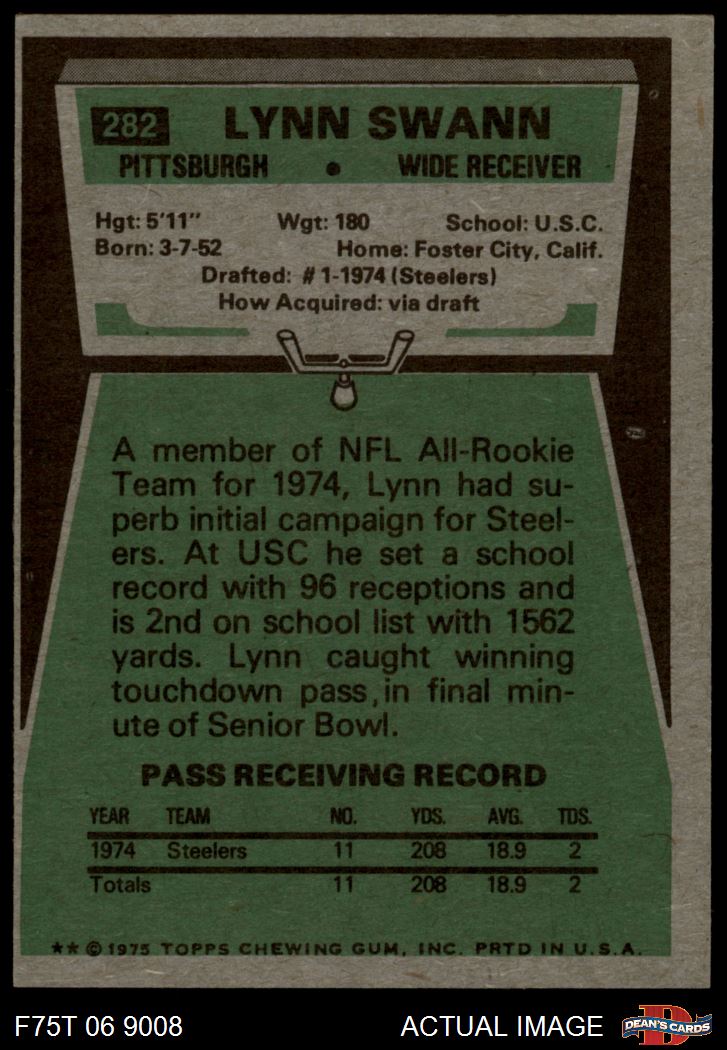 282 LYNN SWANN
PITTSBURGH • WIDE RECEIVER
Hgt: 5'11" Wgt: 180 School: U.S.C.
Born: 3-7-52 Home: Foster City, Calif.
Drafted: #1-1974 (Steelers)
How Acquired: via draft
A member of NFL All-Rookie
Team for 1974, Lynn had su-
perb initial campaign for Steel-
ers. At USC he set a school
record with 96 receptions and
is 2nd on school list with 1562
yards. Lynn caught winning
touchdown pass, in final min-
ute of Senior Bowl.
PASS RECEIVING RECORD
YEAR TEAM NO. YDS. AVG. TDS.
1974 Steelers 11 208 18.9 2
Totals 11 208 18.9 2
**©1975 TOPPS CHEWING GUM, INC. PRTD IN U.S.A.
F75T 06 9008 ACTUAL IMAGE DEAN'S CARDS